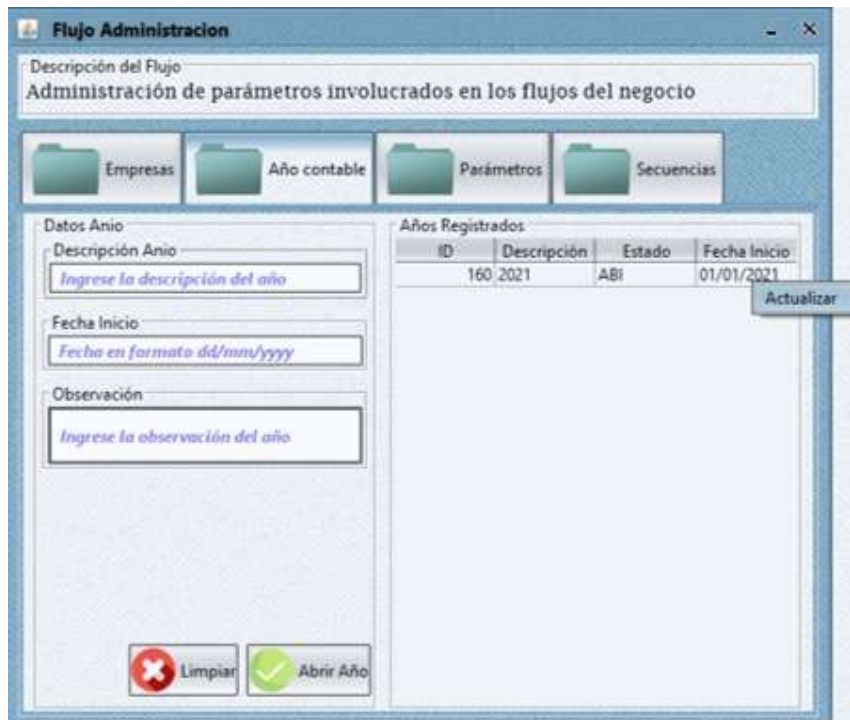 Flujo Administracion
Descripción del Flujo
Administración de parámetros involucrados en los flujos del negocio
Empresas Año contable Parámetros Secuencias
Datos Anio
Descripción Anio
Ingrese la descripción del año
Fecha Inicio
Fecha en formato dd/mm/yyyy
Observación
Ingrese la observación del año
Limpiar Abrir Año
Años Registrados
ID Descripción Estado Fecha Inicio
160 2021 ABI 01/01/2021
Actualizar